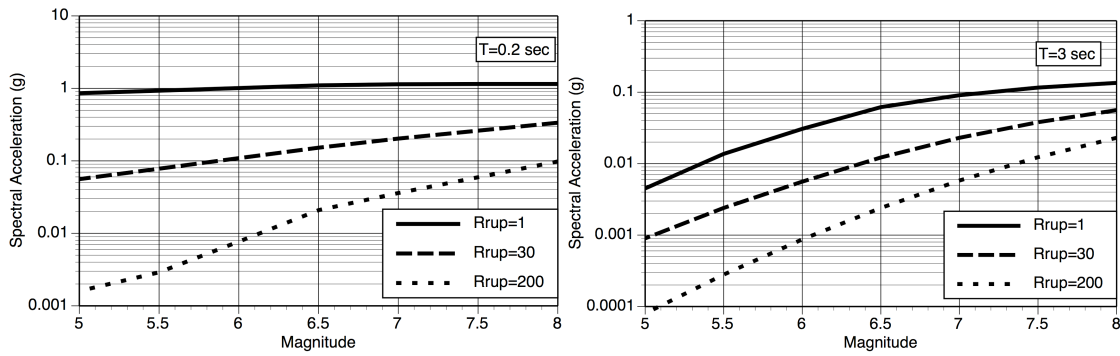 10
1
0.1
0.01
0.001
Spectral Acceleration (g)
T=0.2 sec
Rrup=1
Rrup=30
Rrup=200
5 5.5 6 6.5 7 7.5 8
Magnitude
1
0.1
0.01
0.001
0.0001
Spectral Acceleration (g)
T=3 sec
Rrup=1
Rrup=30
Rrup=200
5 5.5 6 6.5 7 7.5 8
Magnitude